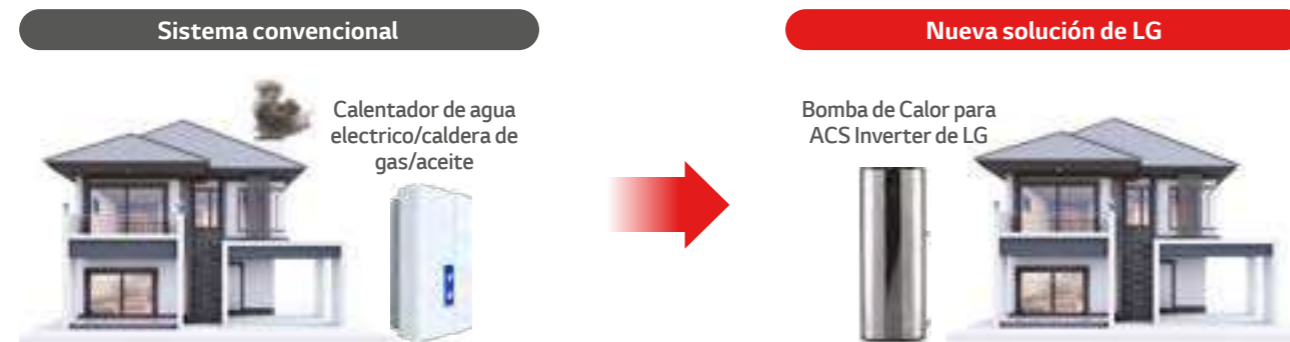 Sistema convencional
Nueva solución de LG
Calentador de agua
electrico/caldera de
gas/aceite
Bomba de Calor para
ACS Inverter de LG